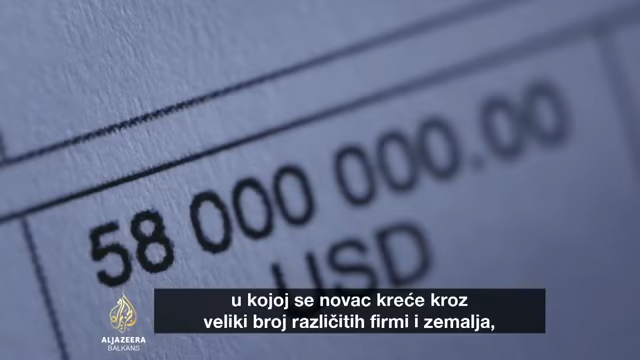 58 000 000.00
USD
u kojoj se novac kreće kroz
veliki broj različitih firmi i zemalja,
ALJAZEERA
BALKANS